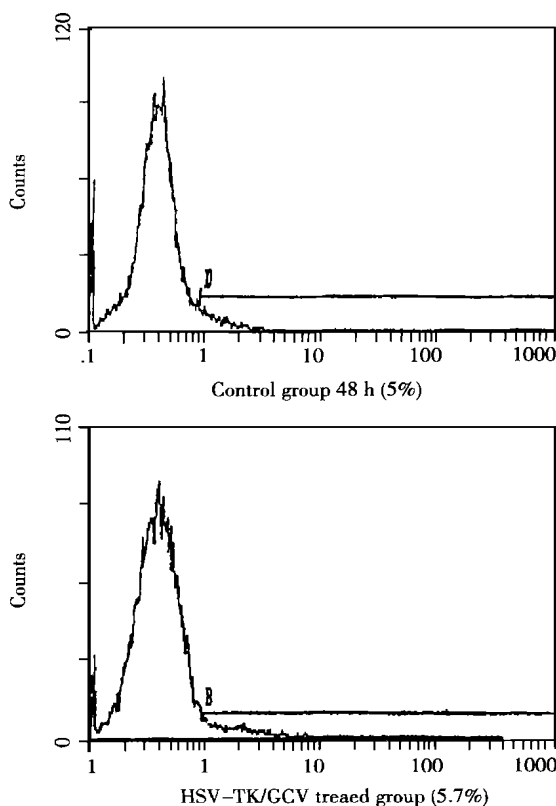 120
Counts
D
0
.1 1 10 100 1000
Control group 48 h (5%)
110
Counts
B
0
1 1 10 100 1000
HSV-TK/GCV treaed group (5.7%)